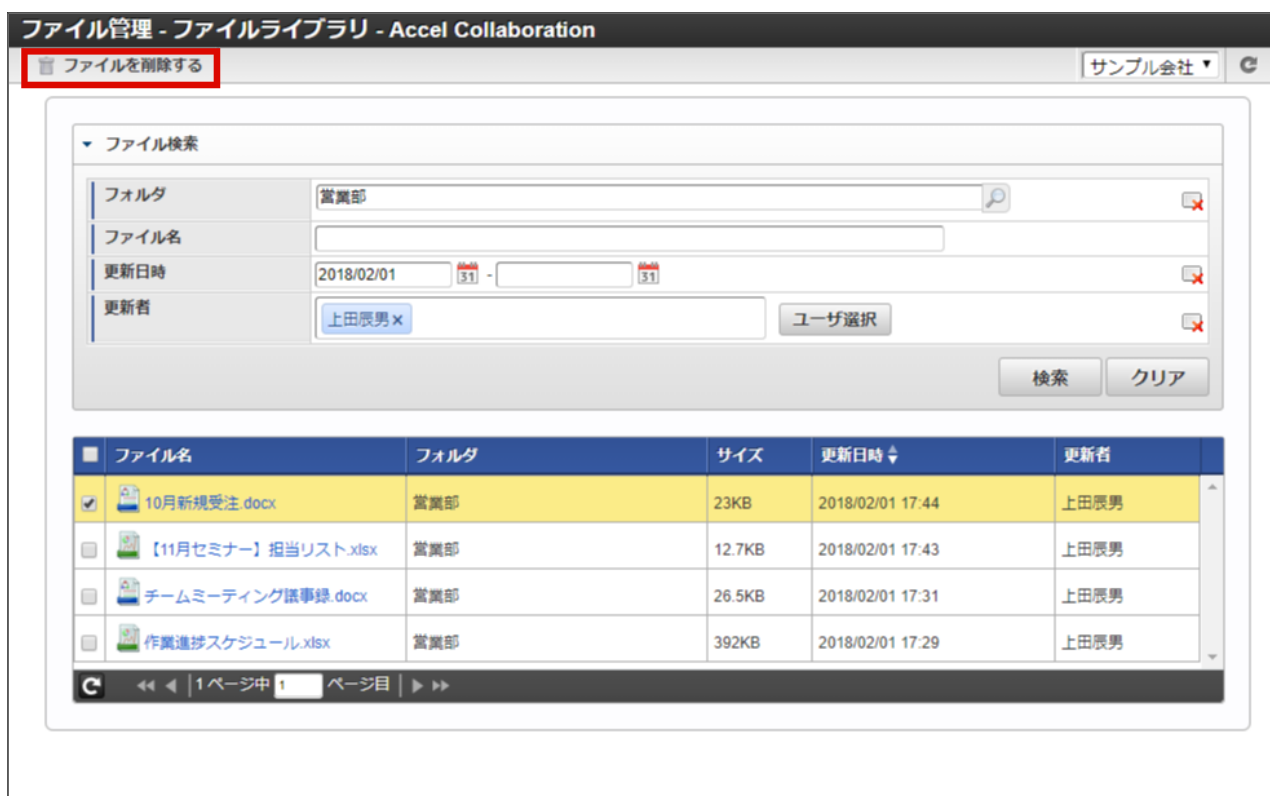 ファイル管理 - ファイルライブラリ - Accel Collaboration
ファイルを削除する サンプル会社
ファイル検索
フォルダ 営業部
ファイル名
更新日時 2018/02/01 31 - 31
更新者 上田辰男× ユーザ選択
検索 クリア
ファイル名 フォルダ サイズ 更新日時 更新者
10月新規受注.docx 営業部 23KB 2018/02/01 17:44 上田辰男
【11月セミナー】担当リスト.xlsx 営業部 12.7KB 2018/02/01 17:43 上田辰男
チームミーティング議事録.docx 営業部 26.5KB 2018/02/01 17:31 上田辰男
作業進捗スケジュール.xlsx 営業部 392KB 2018/02/01 17:29 上田辰男
1 ページ中 1 ページ目